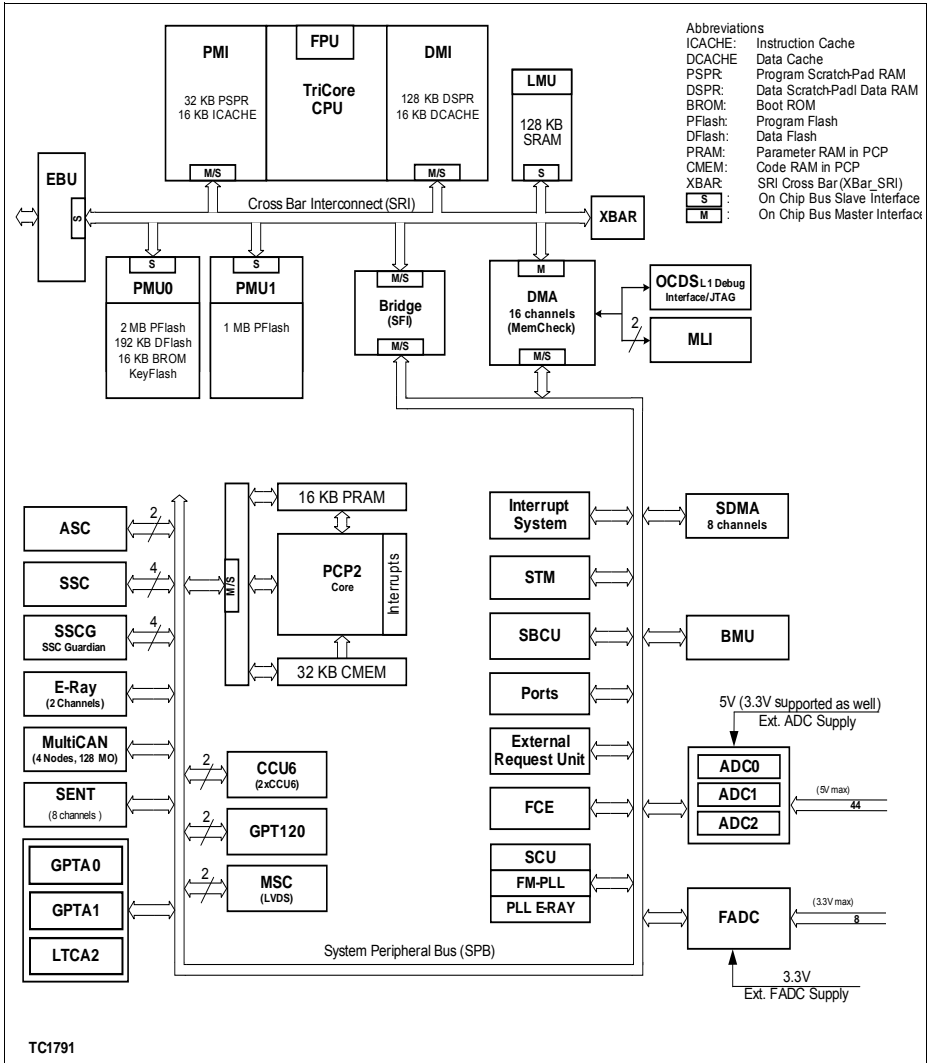 PMI
32 KB PSPR
16 KB ICACHE
M/S
FPU
TriCore
CPU
DMI
128 KB DSPR
16 KB DCACHE
M/S
LMU
128 KB
SRAM
S
Abbreviations
ICACHE: Instruction Cache
DCACHE Data Cache
PSPR: Program Scratch-Pad RAM
DSPR: Data Scratch-Padl Data RAM
BROM: Boot ROM
PFlash: Program Flash
DFlash: Data Flash
PRAM: Parameter RAM in PCP
CMEM: Code RAM in PCP
XBAR: SRI Cross Bar (XBar_SRI)
S : On Chip Bus Slave Interface
M : On Chip Bus Master Interface
EBU
S
Cross Bar Interconnect (SRI)
XBAR
S
PMU0
2 MB PFlash
192 KB DFlash
16 KB BROM
KeyFlash
S
PMU1
1 MB PFlash
M/S
Bridge
(SFI)
M/S
M
DMA
16 channels
(MemCheck)
M/S
OCDS L1 Debug
Interface/JTAG
2
MLI
ASC
2
SSC
4
SSCG
SSC Guardian
4
E-Ray
(2 Channels)
MultiCAN
(4 Nodes, 128 MO)
SENT
(8 channels )
GPTA0
GPTA1
LTCA2
M/S
16 KB PRAM
PCP2
Core
Interrupts
32 KB CMEM
2
CCU6
(2xCCU6)
2
GPT120
2
MSC
(LVDS)
Interrupt
System
STM
SBCU
Ports
External
Request Unit
FCE
SCU
FM-PLL
PLL E-RAY
SDMA
8 channels
BMU
5V (3.3V supported as well)
Ext. ADC Supply
ADC0
ADC1
ADC2
(5V max)
44
FADC
(3.3V max)
8
3.3V
Ext. FADC Supply
System Peripheral Bus (SPB)
TC1791